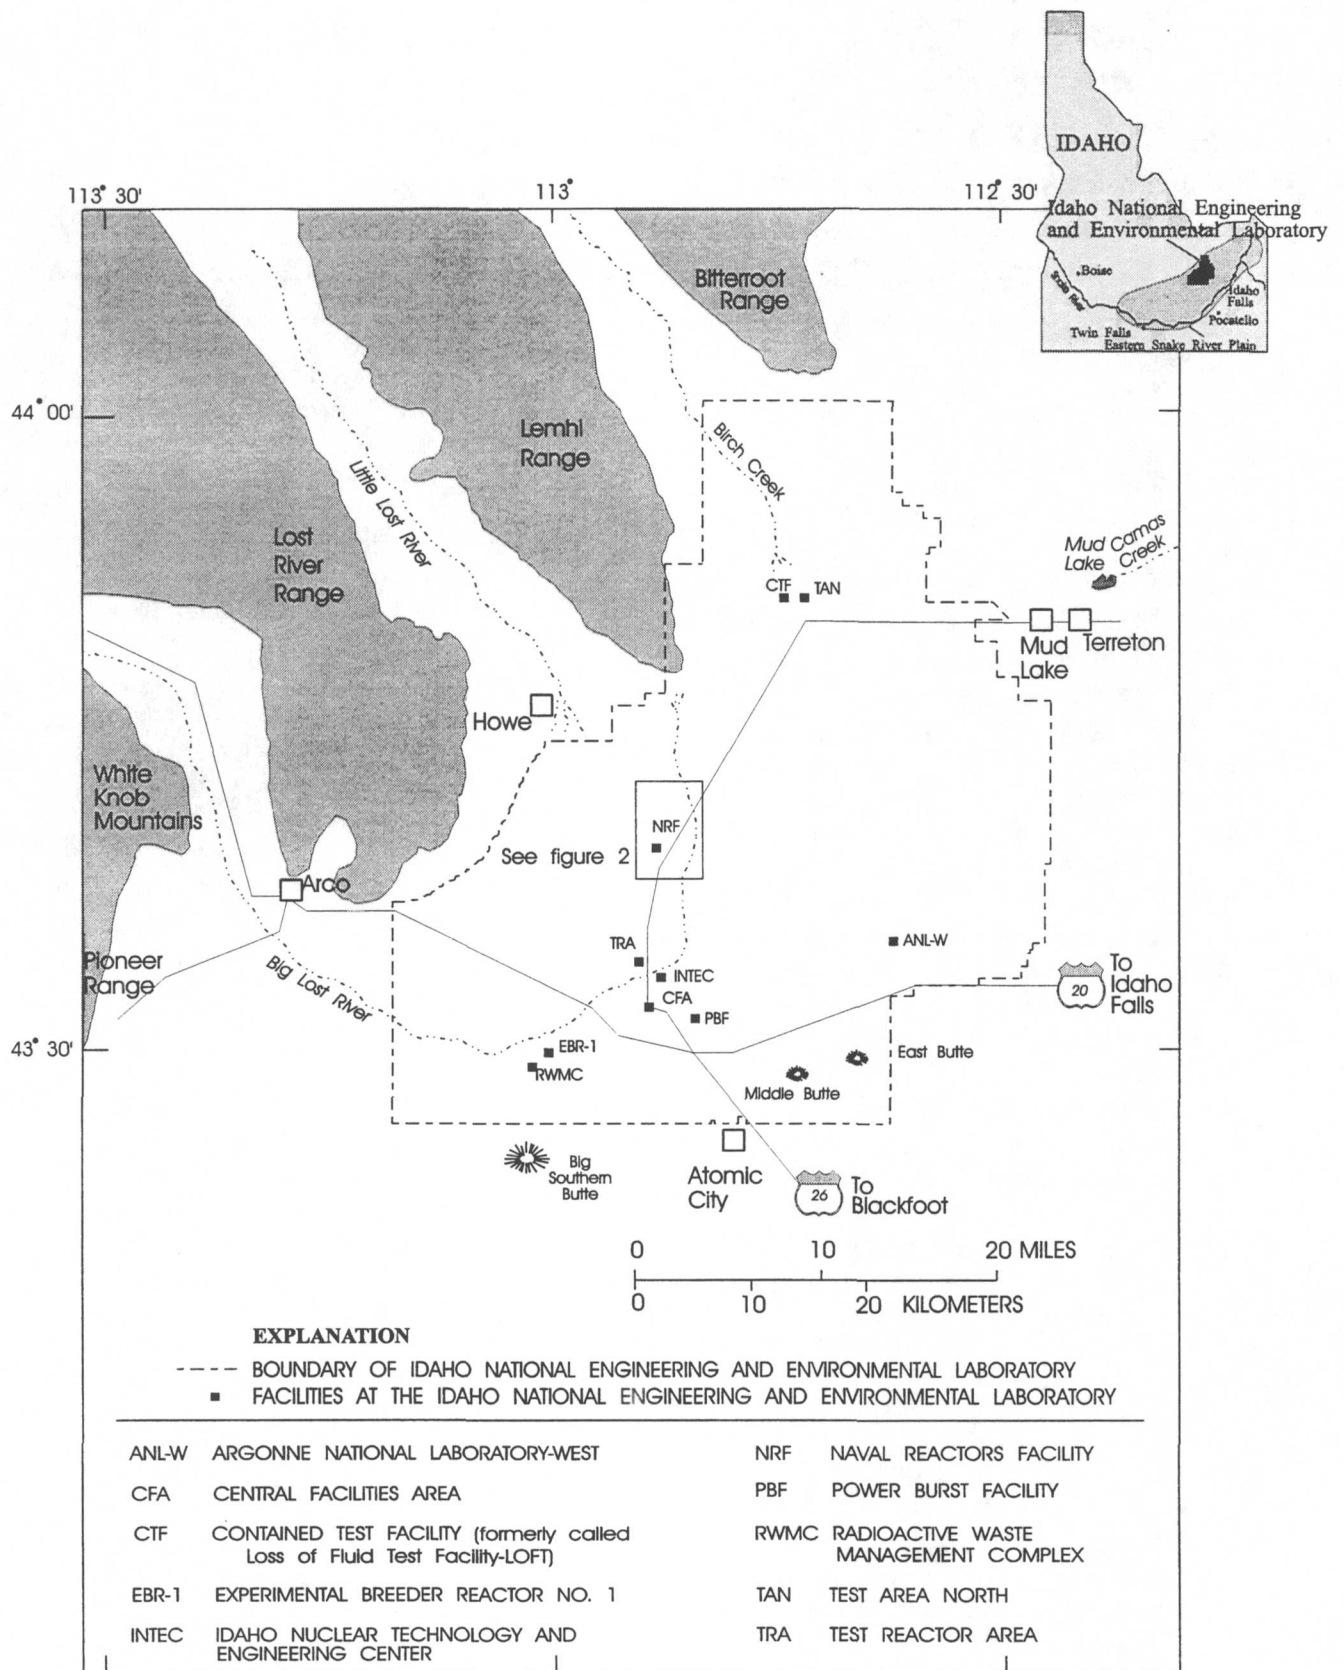 IDAHO
Idaho National Engineering
and Environmental Laboratory
Boise
Snake River
Idaho
Falls
Pocatello
Twin Falls
Eastern Snake River Plain
113° 30'
113°
112° 30'
Bitterroot
Range
44° 00'
Lemhi
Range
Birch Creek
Little Lost River
Lost
River
Range
Mud
Lake
Camas
Creek
CTF
TAN
Mud
Lake
Terreton
Howe
White
Knob
Mountains
NRF
See figure 2
Arco
Pioneer
Range
Big Lost River
TRA
INTEC
CFA
PBF
ANL-W
20
To
Idaho
Falls
43° 30'
EBR-1
RWMC
East Butte
Middle Butte
Big
Southern
Butte
Atomic
City
26
To
Blackfoot
0 10 20 MILES
0 10 20 KILOMETERS
EXPLANATION
BOUNDARY OF IDAHO NATIONAL ENGINEERING AND ENVIRONMENTAL LABORATORY
FACILITIES AT THE IDAHO NATIONAL ENGINEERING AND ENVIRONMENTAL LABORATORY
ANL-W ARGONNE NATIONAL LABORATORY-WEST
CFA CENTRAL FACILITIES AREA
CTF CONTAINED TEST FACILITY (formerly called
Loss of Fluid Test Facility-LOFT)
EBR-1 EXPERIMENTAL BREEDER REACTOR NO. 1
INTEC IDAHO NUCLEAR TECHNOLOGY AND
ENGINEERING CENTER
NRF NAVAL REACTORS FACILITY
PBF POWER BURST FACILITY
RWMC RADIOACTIVE WASTE
MANAGEMENT COMPLEX
TAN TEST AREA NORTH
TRA TEST REACTOR AREA